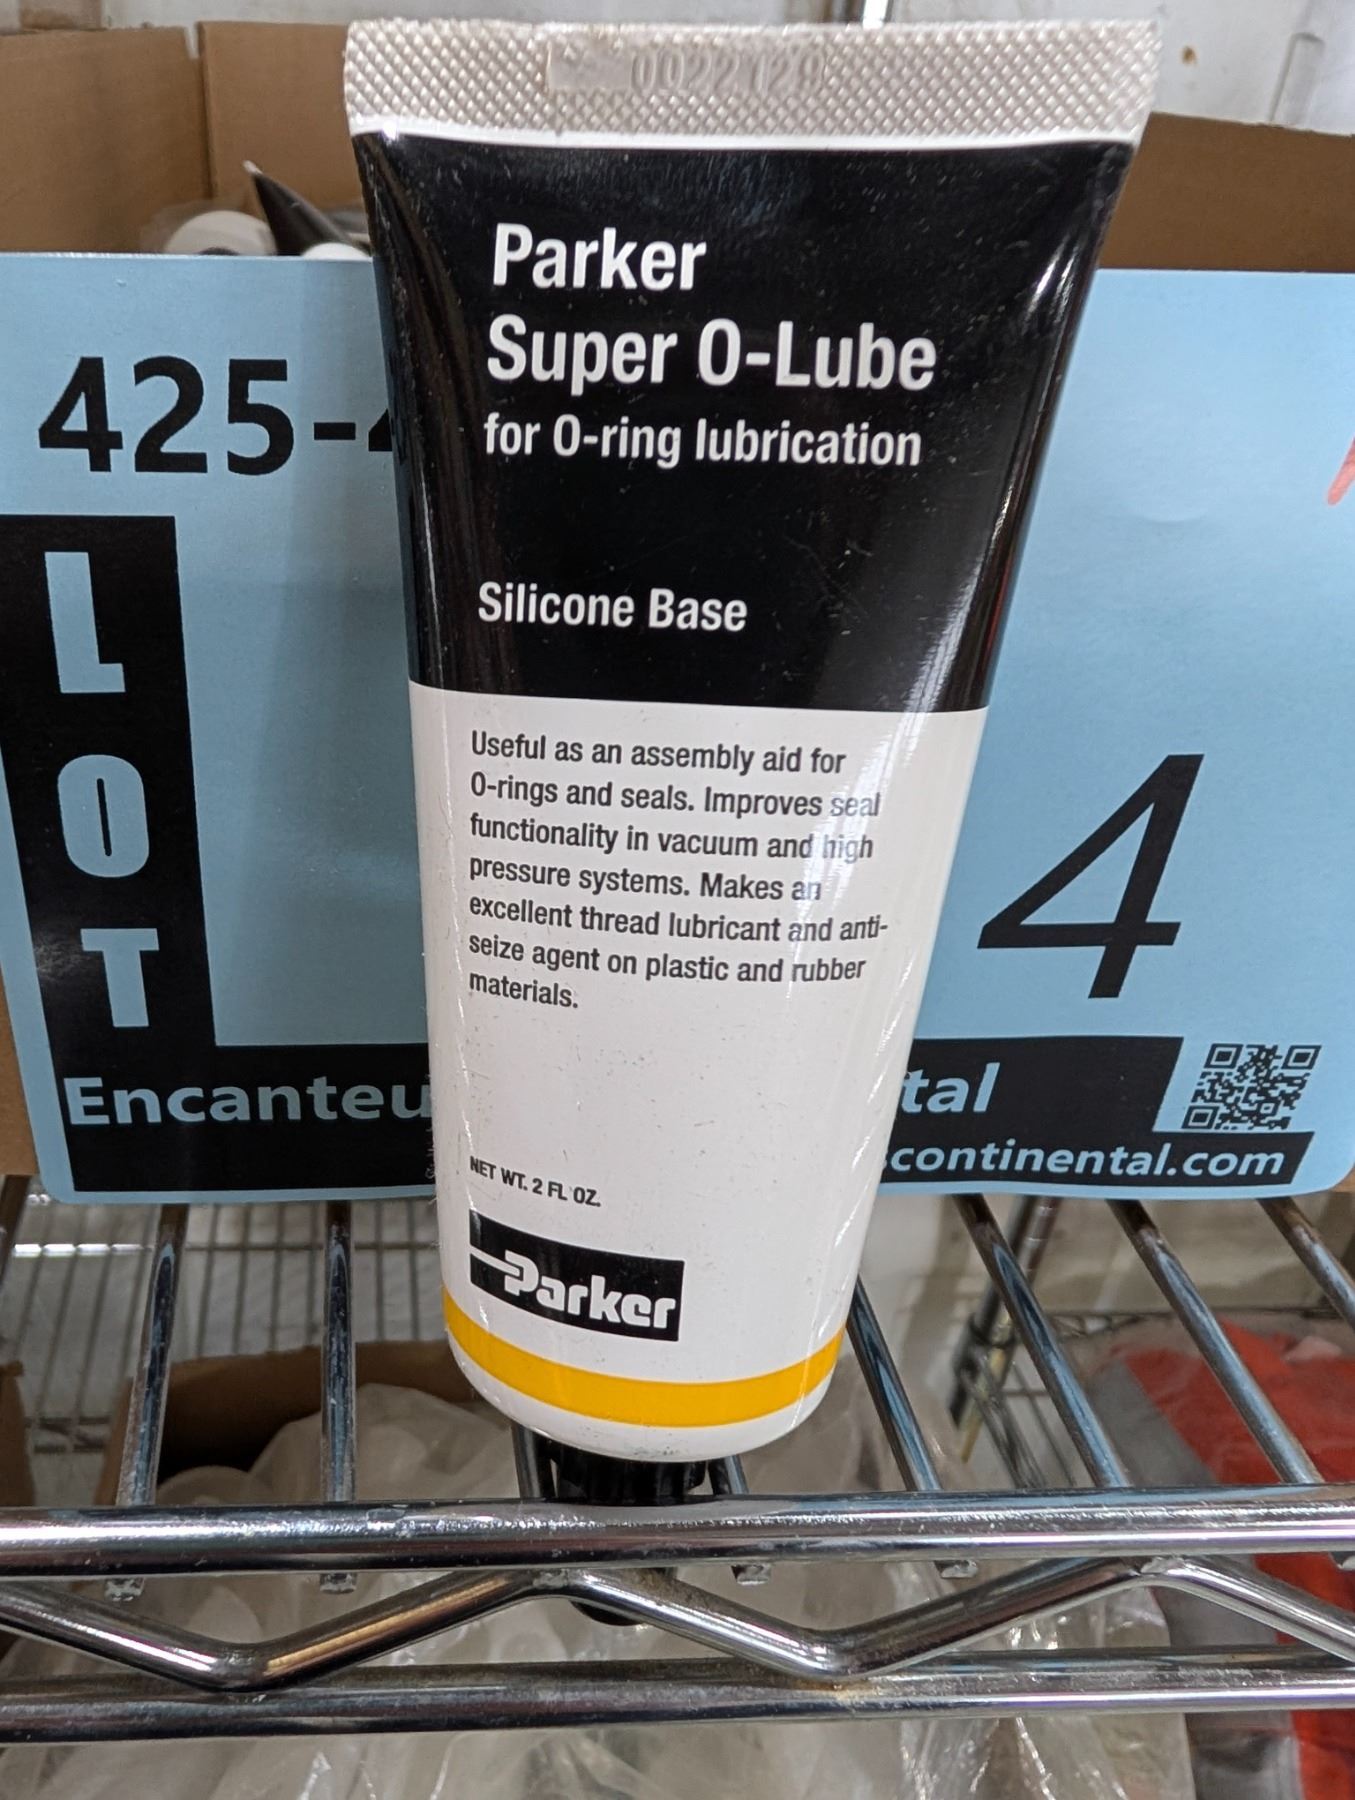 0022128
Parker
Super O-Lube
for O-ring lubrication
Silicone Base
Useful as an assembly aid for
O-rings and seals. Improves seal
functionality in vacuum and high
pressure systems. Makes an
excellent thread lubricant and anti-
seize agent on plastic and rubber
materials.
NET WT. 2 FL OZ.
Parker
425-
LOT
4
Encanteu
tal
continental.com